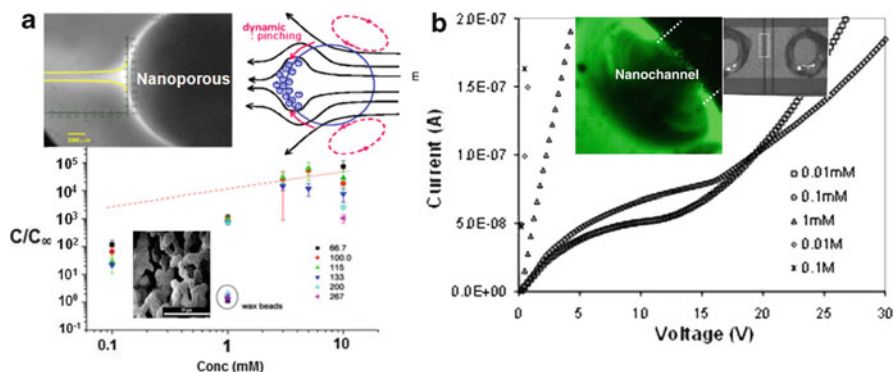 a
Nanoporous
dynamic
pinching
E
10⁵
10⁴
10³
10²
10¹
10⁰
10⁻¹
C/C∞
0.1
1
10
Conc (mM)
66.7
100.0
115
133
200
267
wax beads
b
2.0E-07
1.5E-07
1.0E-07
5.0E-08
0.0E+00
Current (A)
Nanochannel
0.01mM
0.1mM
1mM
0.01M
0.1M
0
5
10
15
20
25
30
Voltage (V)